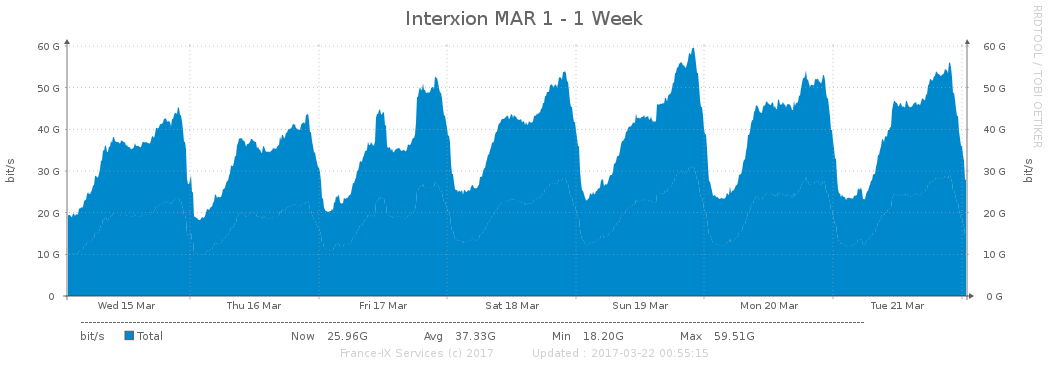 Interxion MAR 1 - 1 Week
RRDTOOL / TOBI OETIKER
60 G 60 G
50 G 50 G
40 G 40 G
30 G 30 G
20 G 20 G
10 G 10 G
0 0 G
bit/s
bit/s
Wed 15 Mar Thu 16 Mar Fri 17 Mar Sat 18 Mar Sun 19 Mar Mon 20 Mar Tue 21 Mar
bit/s Total Now 25.96G Avg 37.33G Min 18.20G Max 59.51G
France-IX Services (c) 2017 Updated : 2017-03-22 00:55:15